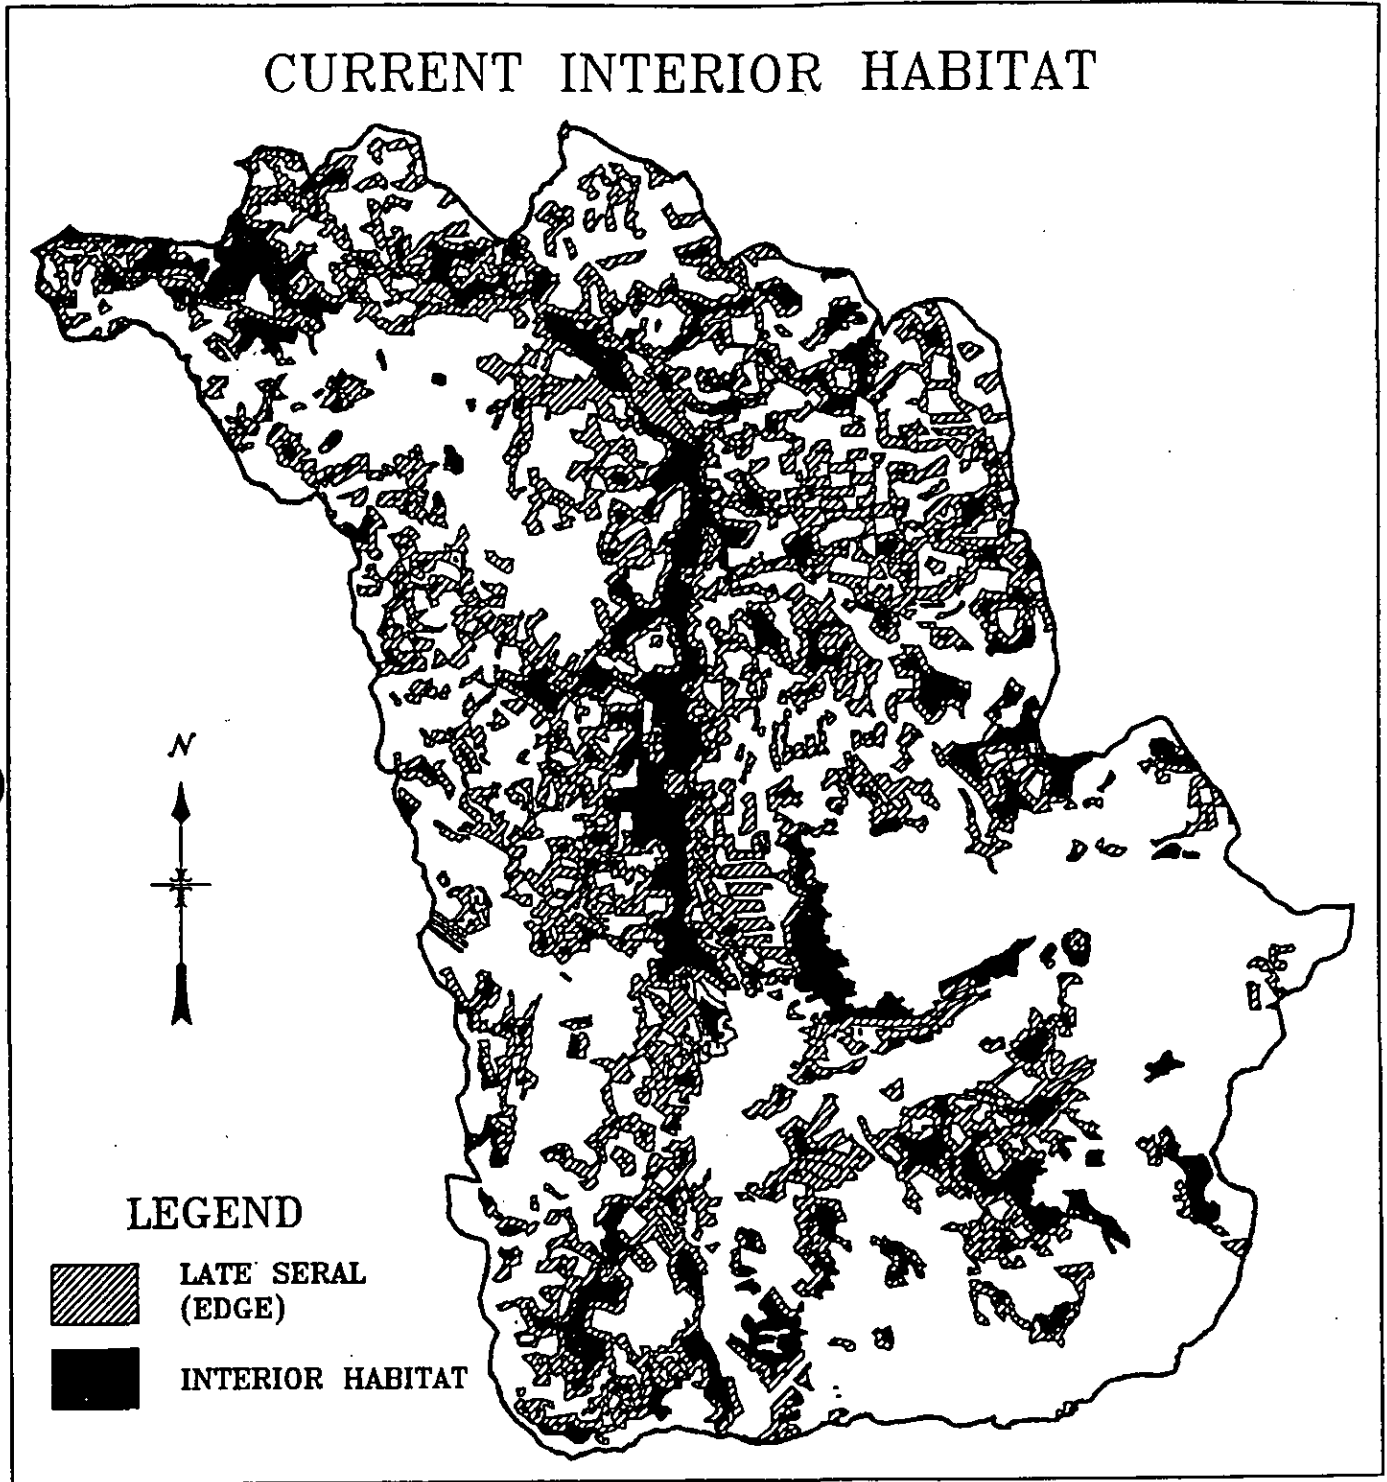 CURRENT INTERIOR HABITAT
N
LEGEND
LATE SERAL
(EDGE)
INTERIOR HABITAT